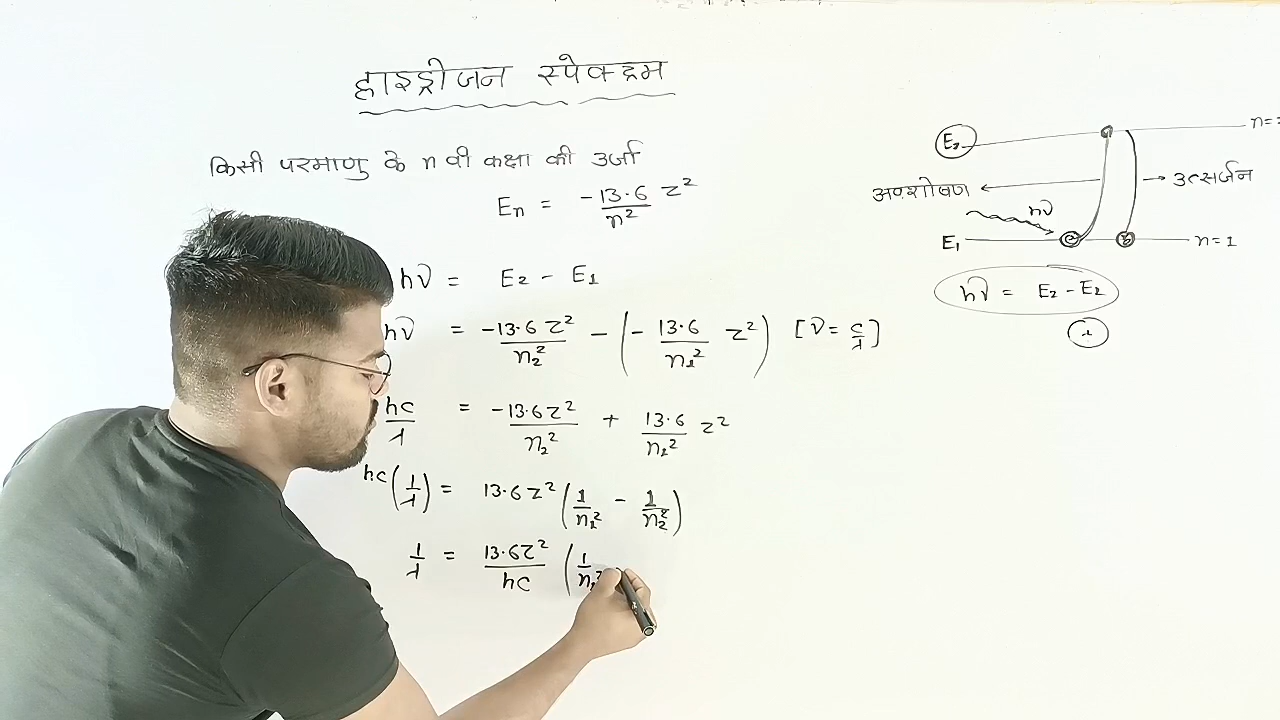 हाइड्रोजन स्पेक्ट्रम
किसी परमाणु के n वी कक्षा की उर्जा
En = -13.6/n² z²
hν = E₂ - E₁
hν = -13.6 z²/n₂² - (- 13.6/n₁² z²) [ν = c/λ]
hc/λ = -13.6z²/n₂² + 13.6/n₁² z²
hc(1/λ) = 13.6 z² (1/n₁² - 1/n₂²)
1/λ = 13.6z²/hc (1/n₁²
E₂
n=
अवशोषण
उत्सर्जन
hν
E₁
n=1
hν = E₂ - E₁